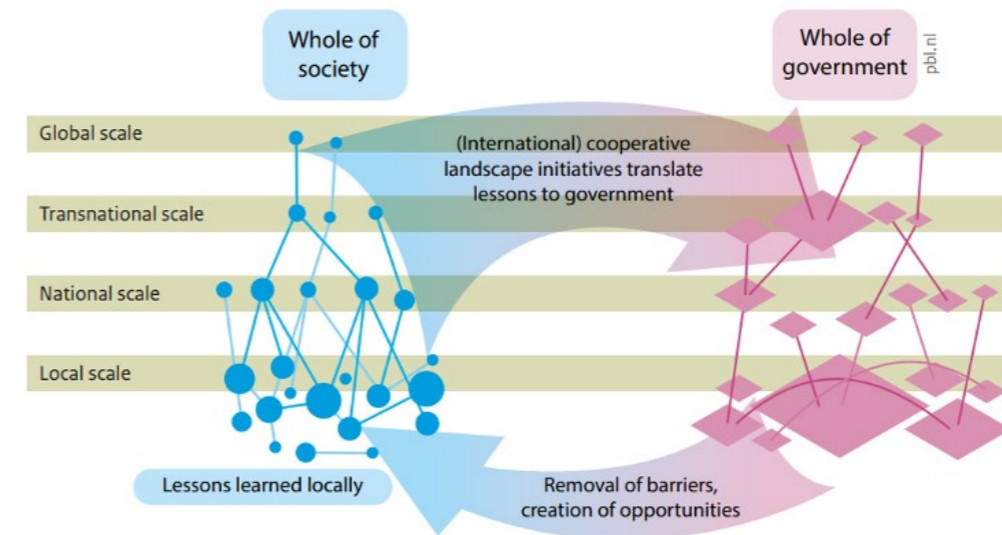 Whole of
society
Whole of
government
pbl.nl
Global scale
(International) cooperative
landscape initiatives translate
lessons to government
Transnational scale
National scale
Local scale
Lessons learned locally
Removal of barriers,
creation of opportunities